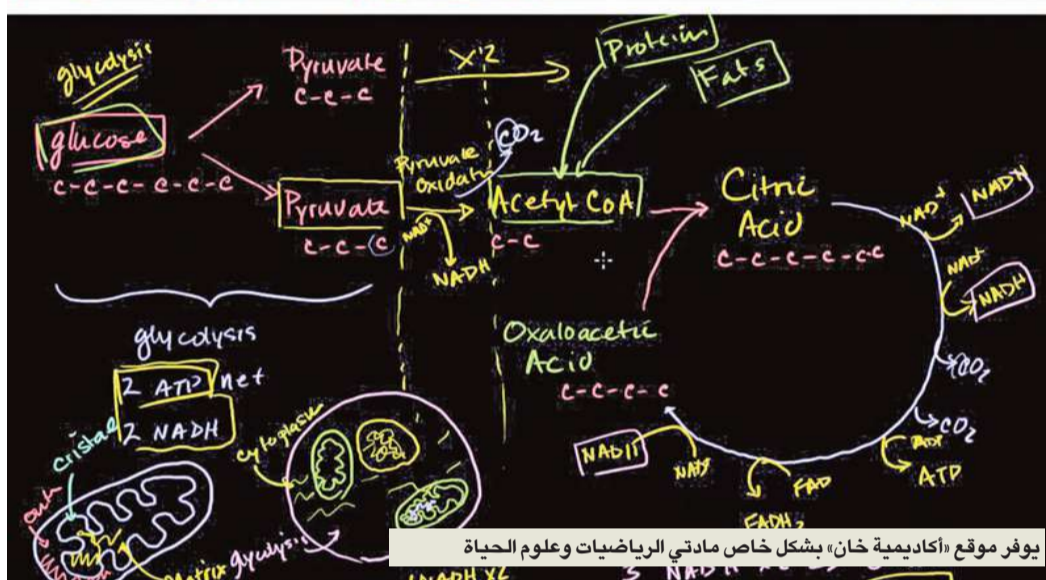 glycolysis
glucose
c-c-c-c-c-c
Pyruvate
c-c-c
Pyruvate
c-c-c
X2
Pyruvate
NAD+
NADH
CO2
Protein
Fats
Acetyl CoA
c-c
Citric
Acid
c-c-c-c-c-c
Oxaloacetic
Acid
c-c-c-c
NAD+
NADH
NAD+
NADH
CO2
CO2
ATP
FAD
FADH2
NAD+
NADH
glycolysis
2 ATP net
2 NADH
cristae
cytoplasm
Matrix
glycolysis
يوفر موقع «أكاديمية خان» بشكل خاص مادتي الرياضيات وعلوم الحياة